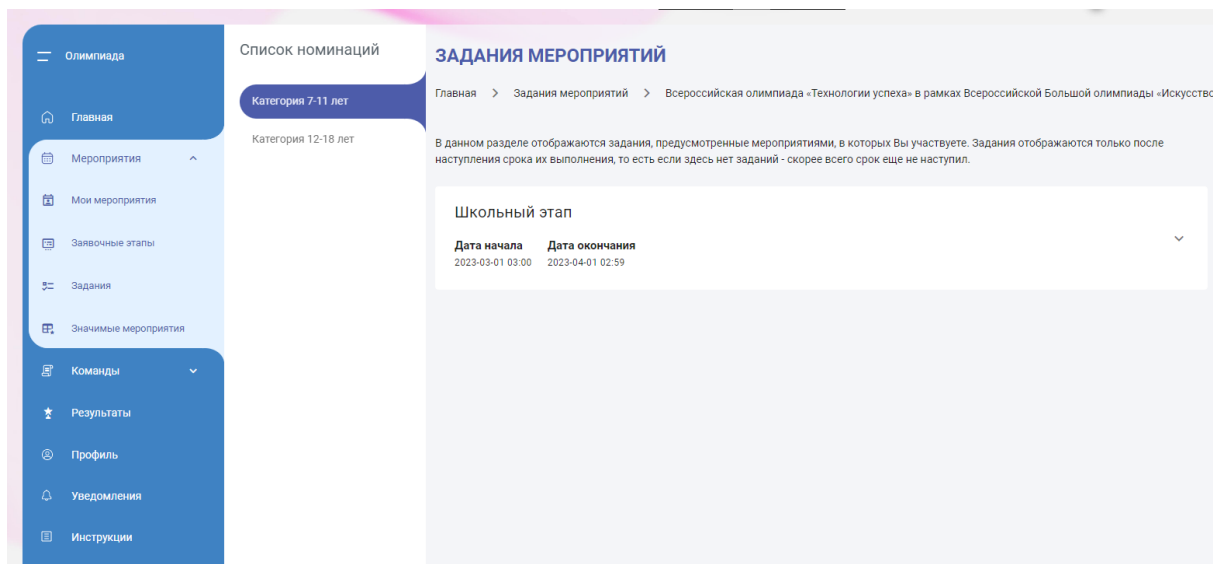 Олимпиада
Главная
Мероприятия
Мои мероприятия
Заявочные этапы
Задания
Значимые мероприятия
Команды
Результаты
Профиль
Уведомления
Инструкции
Список номинаций
Категория 7-11 лет
Категория 12-18 лет
ЗАДАНИЯ МЕРОПРИЯТИЙ
Главная > Задания мероприятий > Всероссийская олимпиада «Технологии успеха» в рамках Всероссийской Большой олимпиады «Искусство
В данном разделе отображаются задания, предусмотренные мероприятиями, в которых Вы участвуете. Задания отображаются только после
наступления срока их выполнения, то есть если здесь нет заданий - скорее всего срок еще не наступил.
Школьный этап
Дата начала Дата окончания
2023-03-01 03:00 2023-04-01 02:59